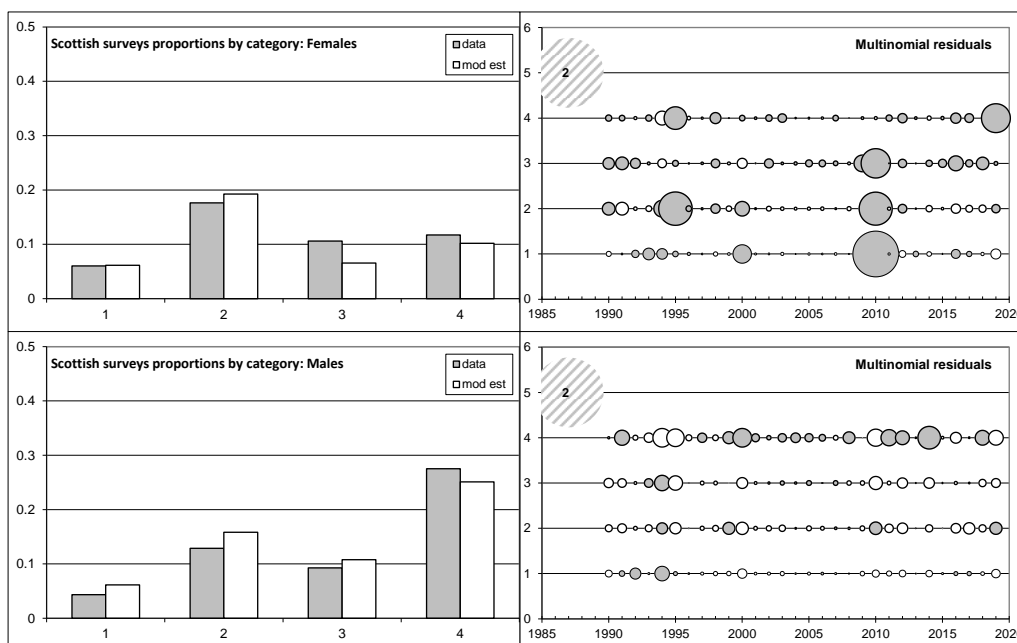 Scottish surveys proportions by category: Females
data
mod est
0.5
0.4
0.3
0.2
0.1
0
1 2 3 4
Multinomial residuals
2
6
5
4
3
2
1
0
1985 1990 1995 2000 2005 2010 2015 2020
Scottish surveys proportions by category: Males
data
mod est
0.5
0.4
0.3
0.2
0.1
0
1 2 3 4
Multinomial residuals
2
6
5
4
3
2
1
0
1985 1990 1995 2000 2005 2010 2015 2020